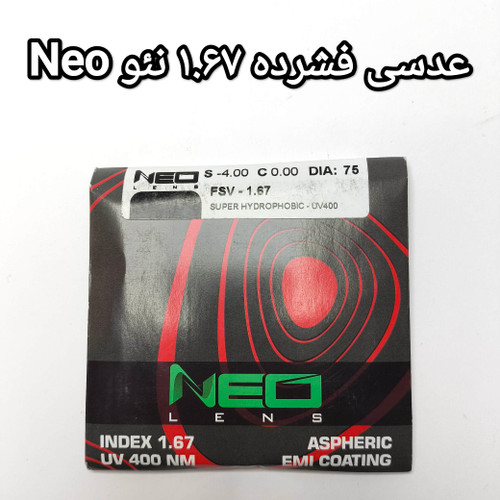 عدسی فشرده ۱.۶۷ نئو Neo
NEO LENS S -4.00 C 0.00 DIA: 75
FSV - 1.67
SUPER HYDROPHOBIC - UV400
NEO
LENS
INDEX 1.67 ASPHERIC
UV 400 NM EMI COATING